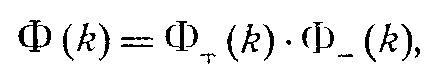 Φ (k) = Φ₊ (k) · Φ₋ (k),